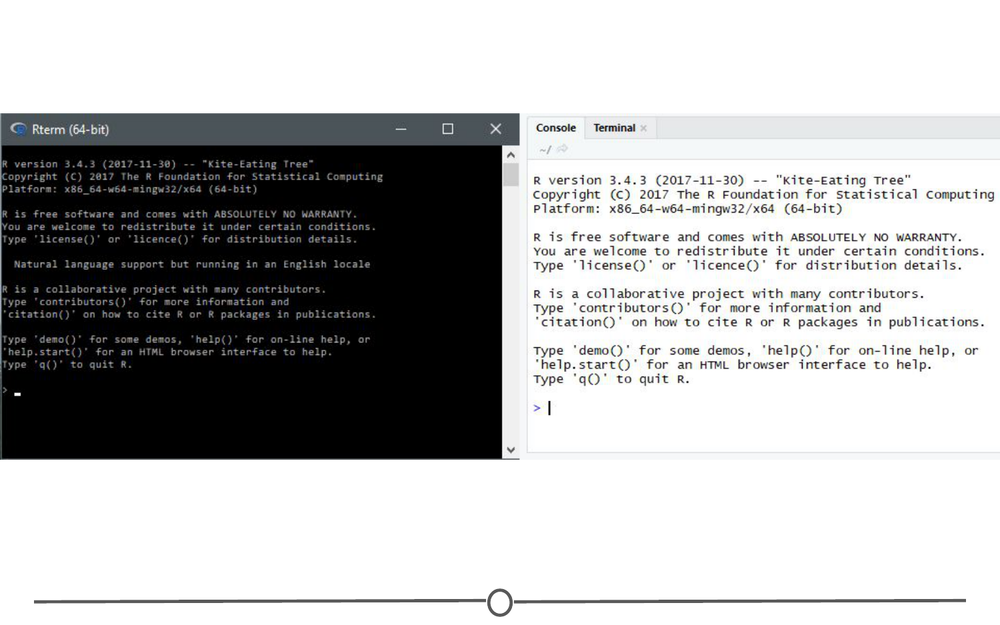 Rterm (64-bit)
R version 3.4.3 (2017-11-30) -- "Kite-Eating Tree"
Copyright (C) 2017 The R Foundation for Statistical Computing
Platform: x86_64-w64-mingw32/x64 (64-bit)
R is free software and comes with ABSOLUTELY NO WARRANTY.
You are welcome to redistribute it under certain conditions.
Type 'license()' or 'licence()' for distribution details.
Natural language support but running in an English locale
R is a collaborative project with many contributors.
Type 'contributors()' for more information and
'citation()' on how to cite R or R packages in publications.
Type 'demo()' for some demos, 'help()' for on-line help, or
'help.start()' for an HTML browser interface to help.
Type 'q()' to quit R.
>
Console Terminal
~/
R version 3.4.3 (2017-11-30) -- "Kite-Eating Tree"
Copyright (C) 2017 The R Foundation for Statistical Computing
Platform: x86_64-w64-mingw32/x64 (64-bit)
R is free software and comes with ABSOLUTELY NO WARRANTY.
You are welcome to redistribute it under certain conditions.
Type 'license()' or 'licence()' for distribution details.
R is a collaborative project with many contributors.
Type 'contributors()' for more information and
'citation()' on how to cite R or R packages in publications.
Type 'demo()' for some demos, 'help()' for on-line help, or
'help.start()' for an HTML browser interface to help.
Type 'q()' to quit R.
>